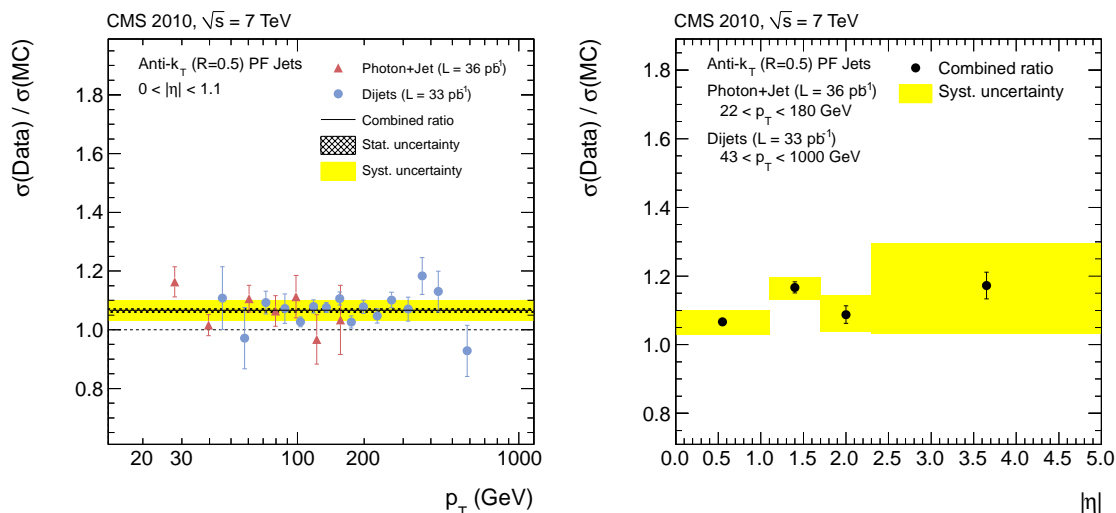 CMS 2010, √s = 7 TeV
Anti-k_T (R=0.5) PF Jets
0 < |η| < 1.1
Photon+Jet (L = 36 pb⁻¹)
Dijets (L = 33 pb⁻¹)
Combined ratio
Stat. uncertainty
Syst. uncertainty
σ(Data) / σ(MC)
1.8
1.6
1.4
1.2
1.0
0.8
20 30 100 200 1000
p_T (GeV)
CMS 2010, √s = 7 TeV
Anti-k_T (R=0.5) PF Jets
Photon+Jet (L = 36 pb⁻¹)
22 < p_T < 180 GeV
Dijets (L = 33 pb⁻¹)
43 < p_T < 1000 GeV
Combined ratio
Syst. uncertainty
σ(Data) / σ(MC)
1.8
1.6
1.4
1.2
1.0
0.8
0.0 0.5 1.0 1.5 2.0 2.5 3.0 3.5 4.0 4.5 5.0
|η|